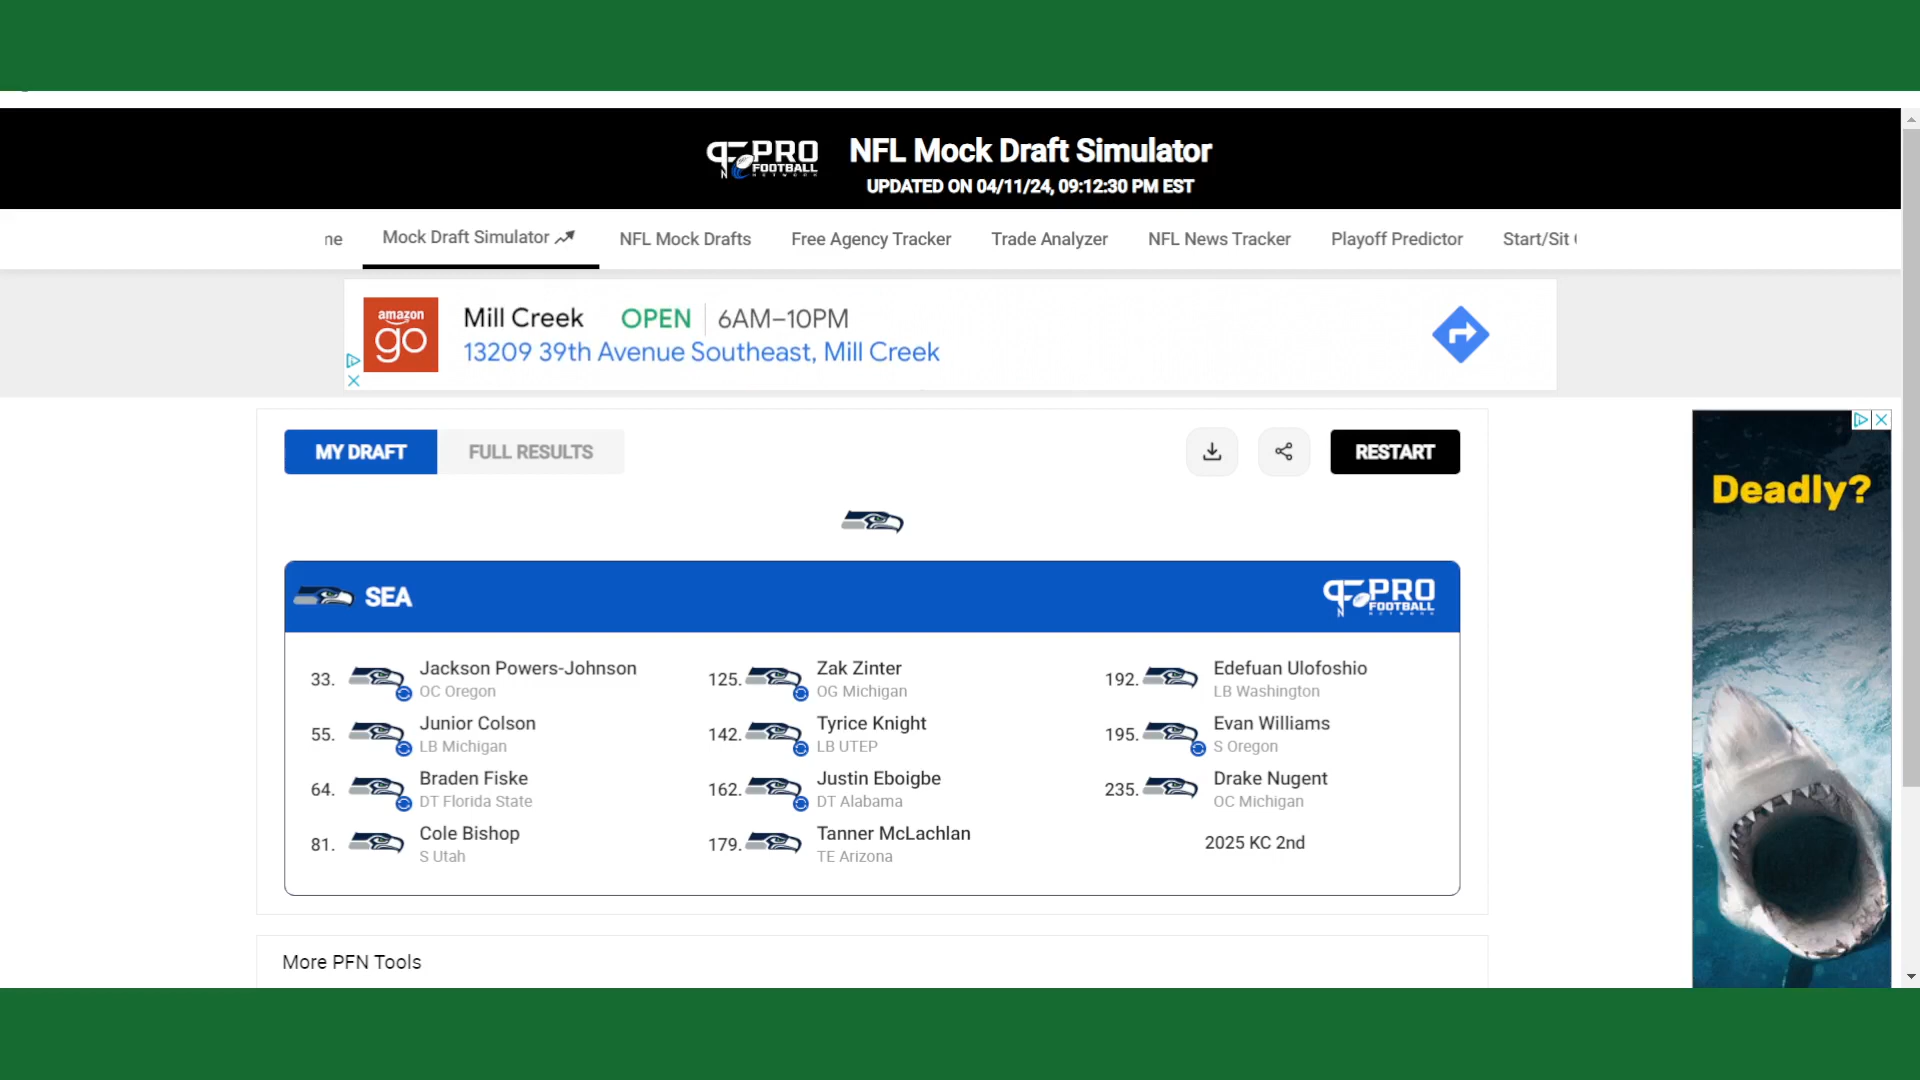 PRO
FOOTBALL
NETWORK
NFL Mock Draft Simulator
UPDATED ON 04/11/24, 09:12:30 PM EST
ne
Mock Draft Simulator
NFL Mock Drafts
Free Agency Tracker
Trade Analyzer
NFL News Tracker
Playoff Predictor
Start/Sit
amazon
go
Mill Creek OPEN 6AM–10PM
13209 39th Avenue Southeast, Mill Creek
MY DRAFT
FULL RESULTS
RESTART
Deadly?
SEA
PRO
FOOTBALL
NETWORK
33. Jackson Powers-Johnson
OC Oregon
55. Junior Colson
LB Michigan
64. Braden Fiske
DT Florida State
81. Cole Bishop
S Utah
125. Zak Zinter
OG Michigan
142. Tyrice Knight
LB UTEP
162. Justin Eboigbe
DT Alabama
179. Tanner McLachlan
TE Arizona
192. Edefuan Ulofoshio
LB Washington
195. Evan Williams
S Oregon
235. Drake Nugent
OC Michigan
2025 KC 2nd
More PFN Tools